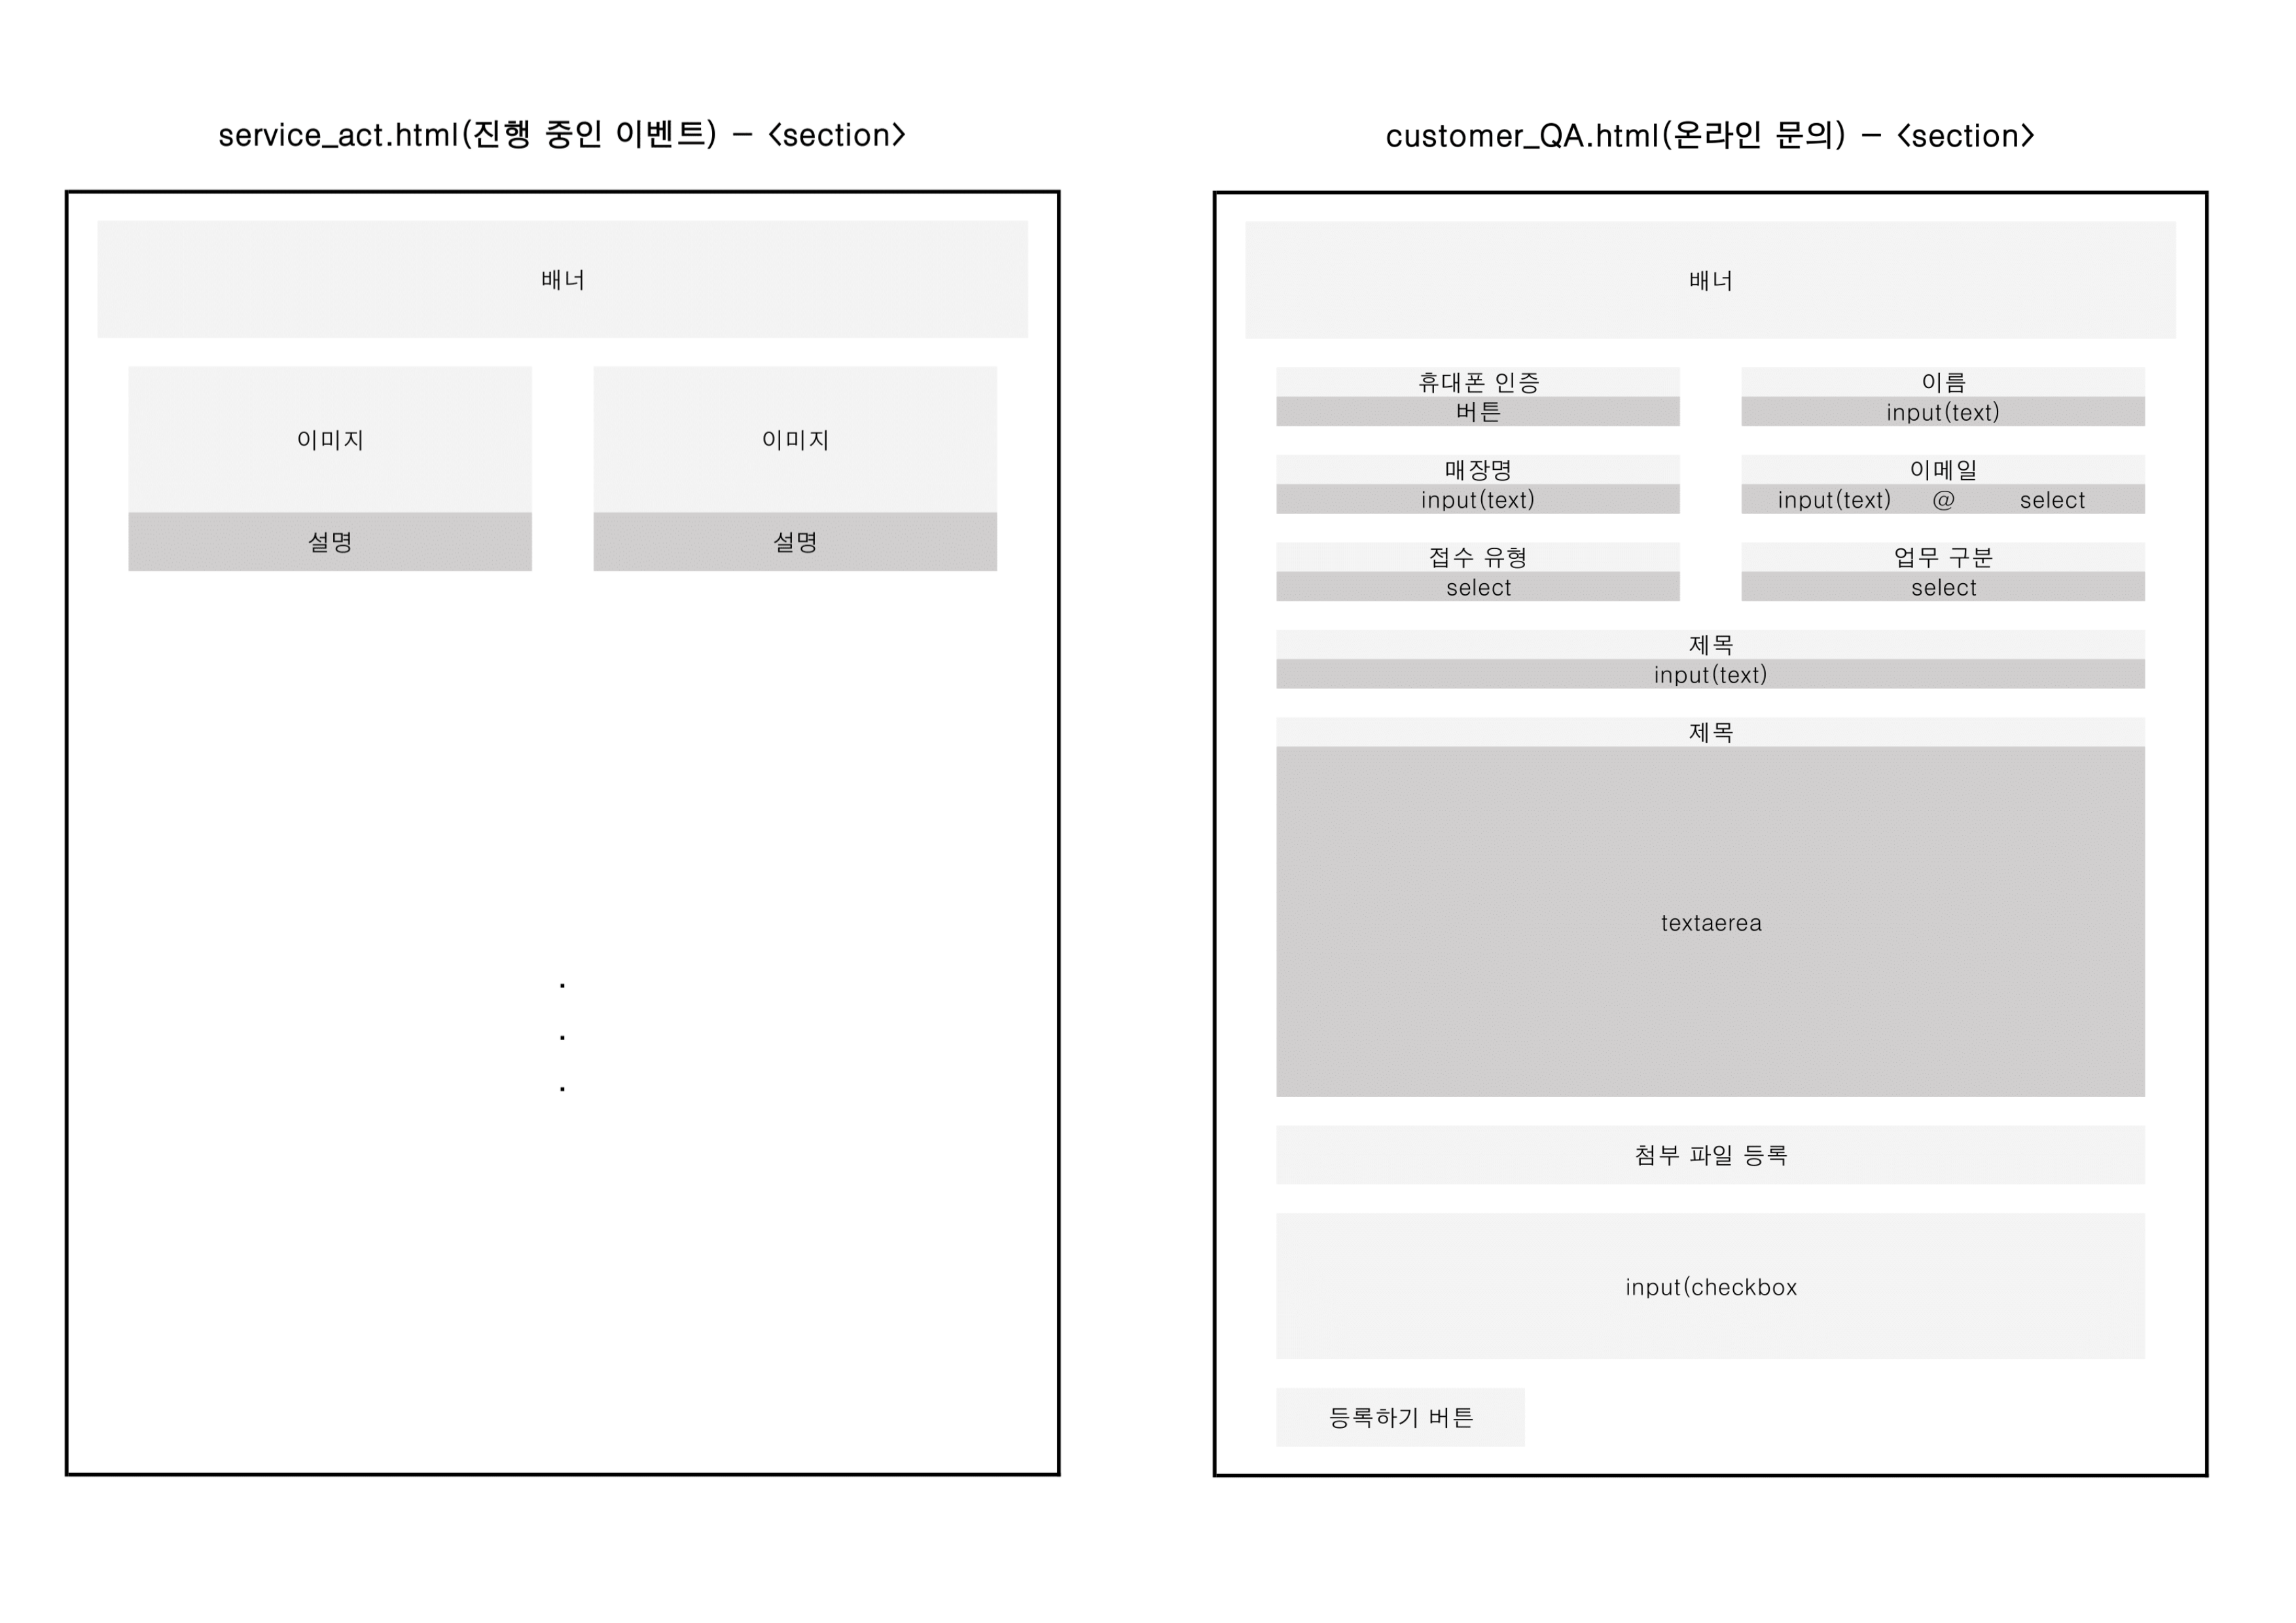 service_act.html(진행 중인 이벤트) - <section>
배너
이미지 이미지
설명 설명
.
.
.
customer_QA.html(온라인 문의) - <section>
배너
휴대폰 인증 이름
버튼 input(text)
매장명 이메일
input(text) input(text) @ select
접수 유형 업무 구분
select select
제목
input(text)
제목
textaerea
첨부 파일 등록
input(checkbox
등록하기 버튼